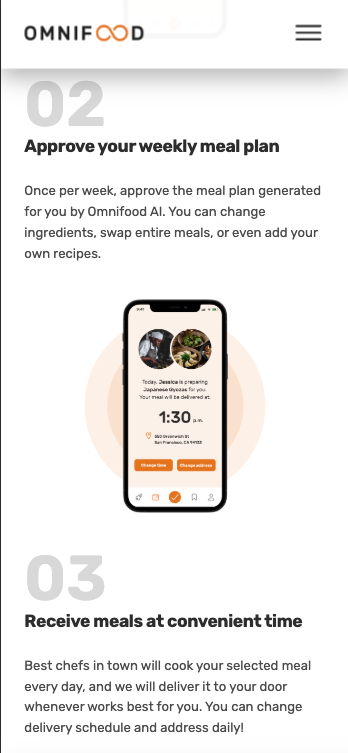 OMNIFOOD
02
Approve your weekly meal plan
Once per week, approve the meal plan generated
for you by Omnifood AI. You can change
ingredients, swap entire meals, or even add your
own recipes.
9:41
Today, Jessica is preparing
Japanese Gyozas for you.
Your meal will be delivered at:
1:30 p.m.
550 Greenwich St
San Francisco, CA 94133
Change time
Change address
03
Receive meals at convenient time
Best chefs in town will cook your selected meal
every day, and we will deliver it to your door
whenever works best for you. You can change
delivery schedule and address daily!